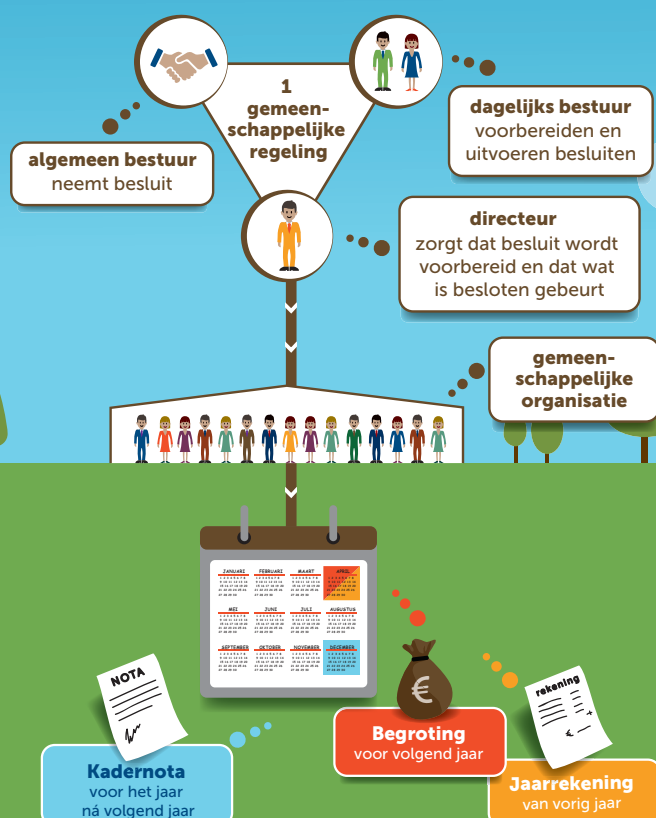 1
gemeen-
schappelijke
regeling
algemeen bestuur
neemt besluit
dagelijks bestuur
voorbereiden en
uitvoeren besluiten
directeur
zorgt dat besluit wordt
voorbereid en dat wat
is besloten gebeurt
gemeen-
schappelijke
organisatie
JANUARI FEBRUARI MAART APRIL
MEI JUNI JULI AUGUSTUS
SEPTEMBER OKTOBER NOVEMBER DECEMBER
NOTA
Kadernota
voor het jaar
ná volgend jaar
€
Begroting
voor volgend jaar
rekening
€
Jaarrekening
van vorig jaar